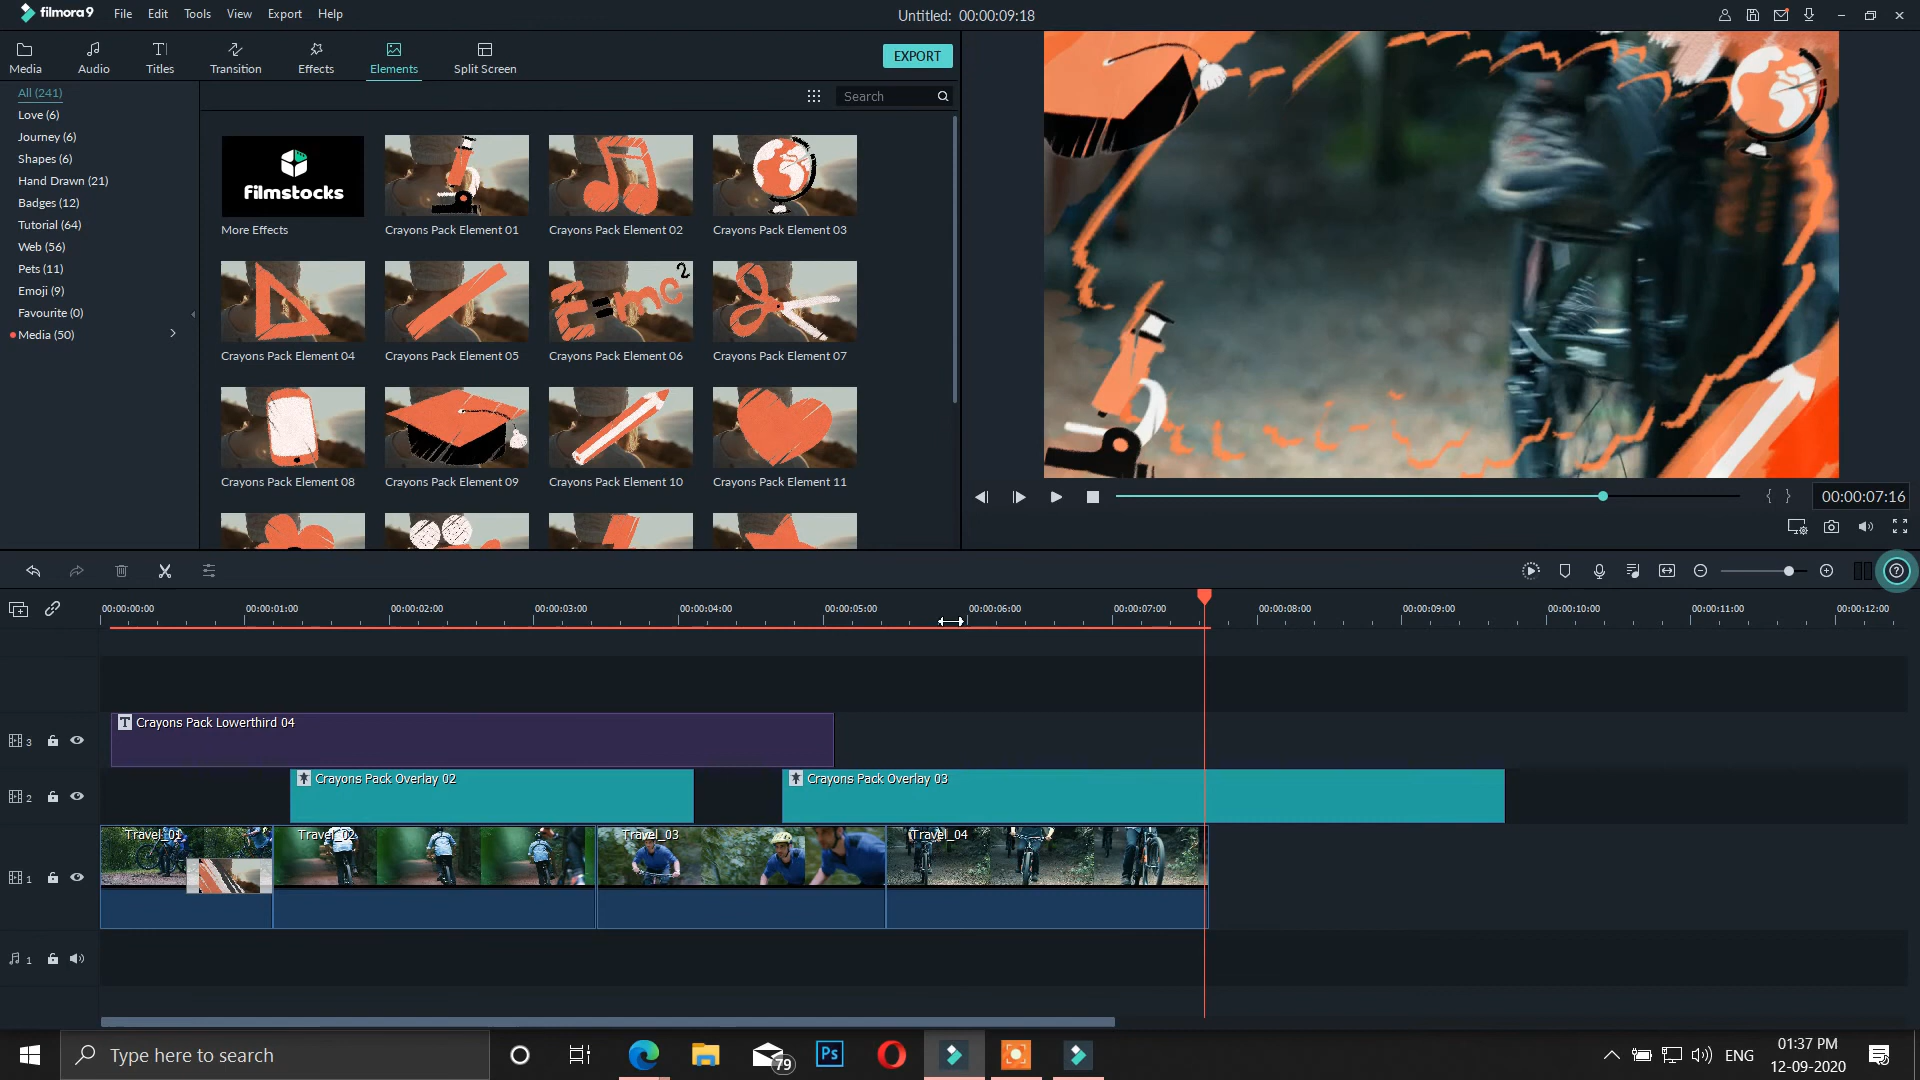 filmora9
File
Edit
Tools
View
Export
Help
Untitled: 00:00:09:18
Media
Audio
Titles
Transition
Effects
Elements
Split Screen
EXPORT
All (241)
Love (6)
Journey (6)
Shapes (6)
Hand Drawn (21)
Badges (12)
Tutorial (64)
Web (56)
Pets (11)
Emoji (9)
Favourite (0)
Media (50)
Search
filmstocks
More Effects
Crayons Pack Element 01
Crayons Pack Element 02
Crayons Pack Element 03
E=mc2
Crayons Pack Element 04
Crayons Pack Element 05
Crayons Pack Element 06
Crayons Pack Element 07
Crayons Pack Element 08
Crayons Pack Element 09
Crayons Pack Element 10
Crayons Pack Element 11
{ }
00:00:07:16
00:00:00:00
00:00:01:00
00:00:02:00
00:00:03:00
00:00:04:00
00:00:05:00
00:00:06:00
00:00:07:00
00:00:08:00
00:00:09:00
00:00:10:00
00:00:11:00
00:00:12:00
3
T Crayons Pack Lowerthird 04
2
Crayons Pack Overlay 02
Crayons Pack Overlay 03
1
Travel_01
Travel_02
Travel_03
Travel_04
1
Type here to search
79
Ps
ENG
01:37 PM
12-09-2020